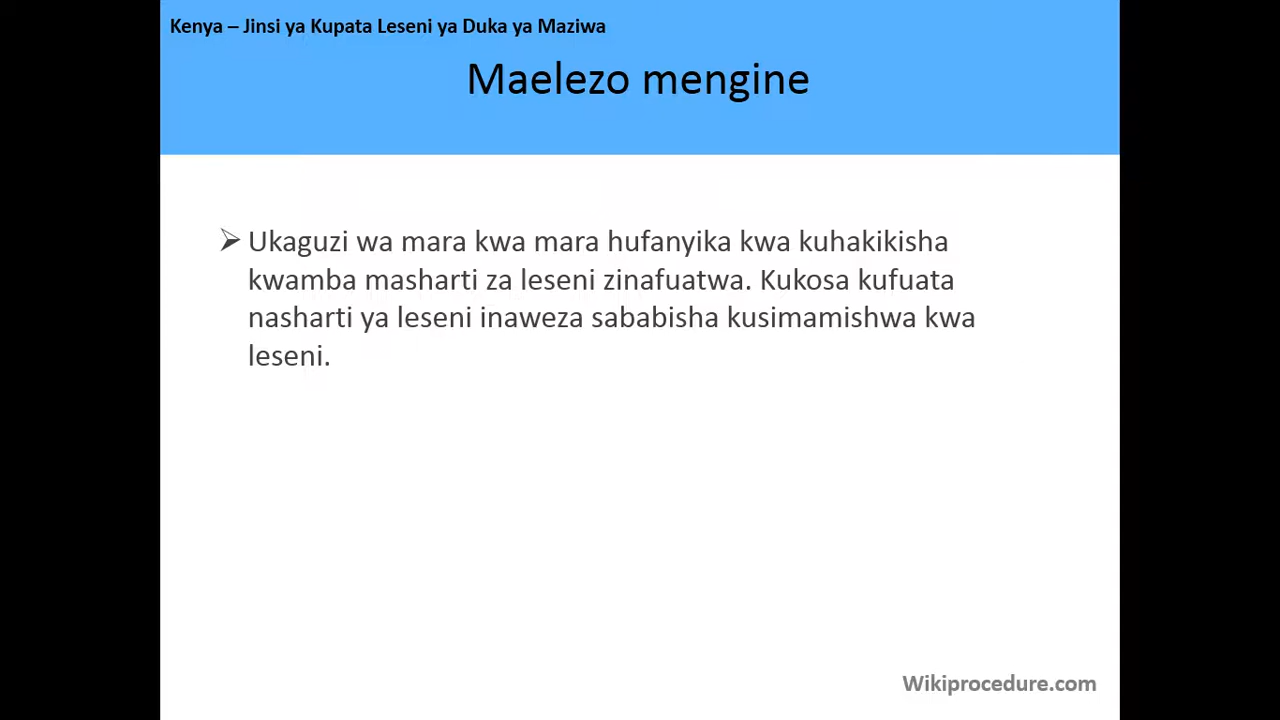 Kenya – Jinsi ya Kupata Leseni ya Duka ya Maziwa
Maelezo mengine
➢ Ukaguzi wa mara kwa mara hufanyika kwa kuhakikisha
kwamba masharti za leseni zinafuatwa. Kukosa kufuata
nasharti ya leseni inaweza sababisha kusimamishwa kwa
leseni.
Wikiprocedure.com